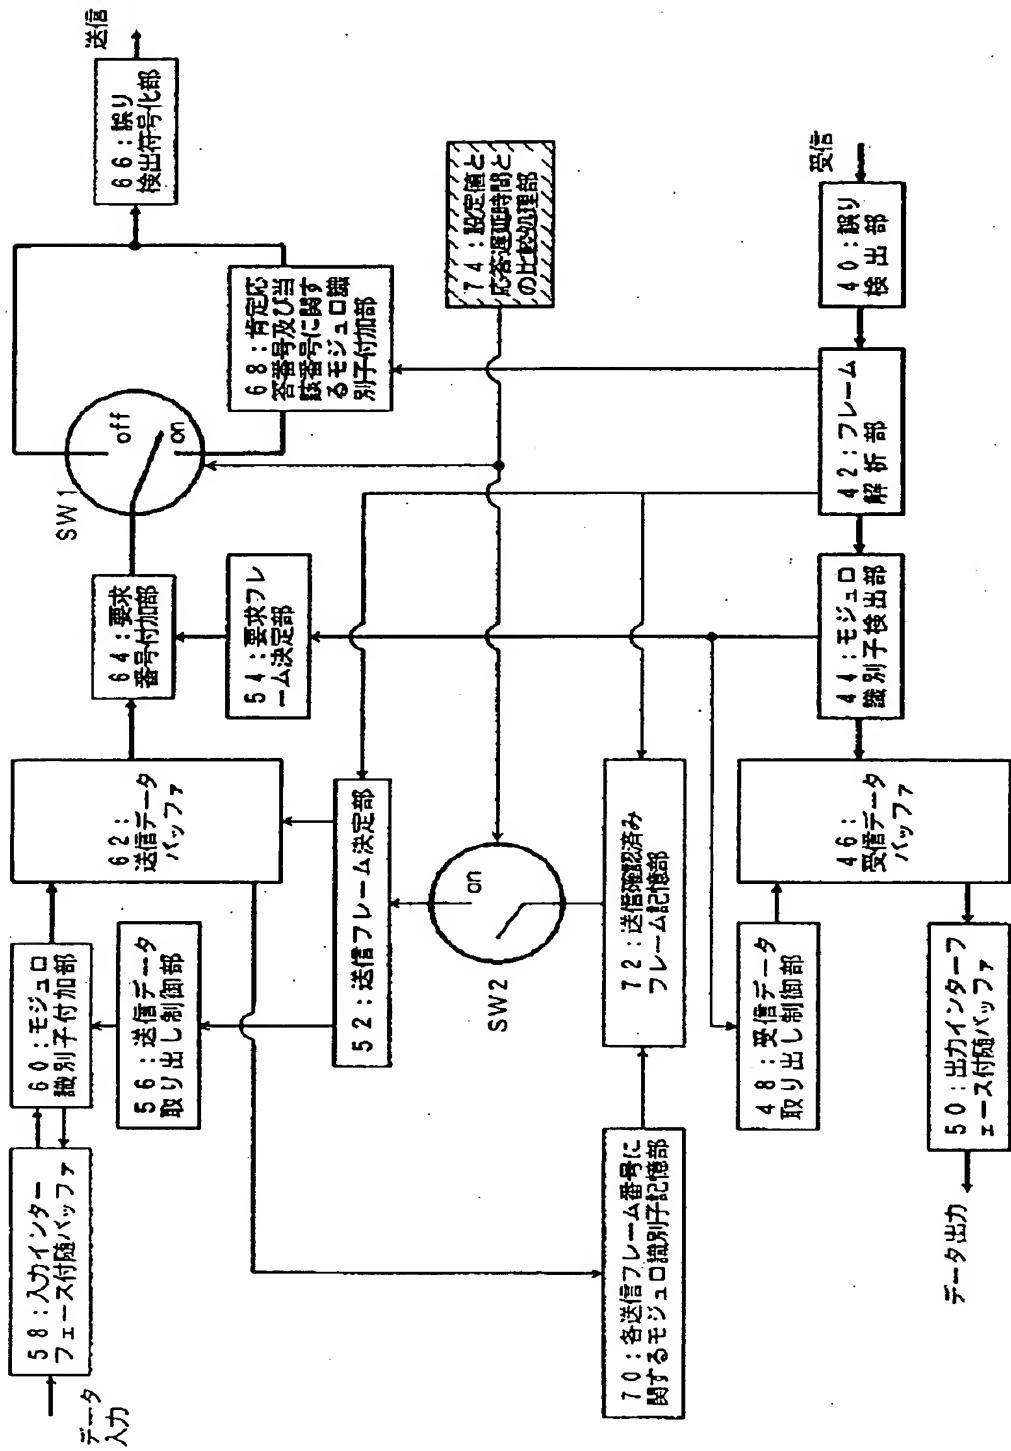 データ
入力
58:入力インター
フェース付随バッファ
60:モジュロ
識別子付加部
56:送信データ
取り出し制御部
62:
送信データ
バッファ
52:送信フレーム決定部
64:要求
番号付加部
54:要求フレ
ーム決定部
SW1
off
on
66:誤り
検出符号化部
送信
68:肯定応
答番号及び当
該番号に関す
るモジュロ識
別子付加部
74:設定値と
応答遅延時間と
の比較処理部
SW2
on
70:各送信フレーム番号に
関するモジュロ識別子記憶部
72:送信確認済み
フレーム記憶部
48:受信データ
取り出し制御部
46:
受信データ
バッファ
44:モジュロ
識別子検出部
42:フレーム
解析部
40:誤り
検出部
受信
50:出力インターフ
ェース付随バッファ
データ出力